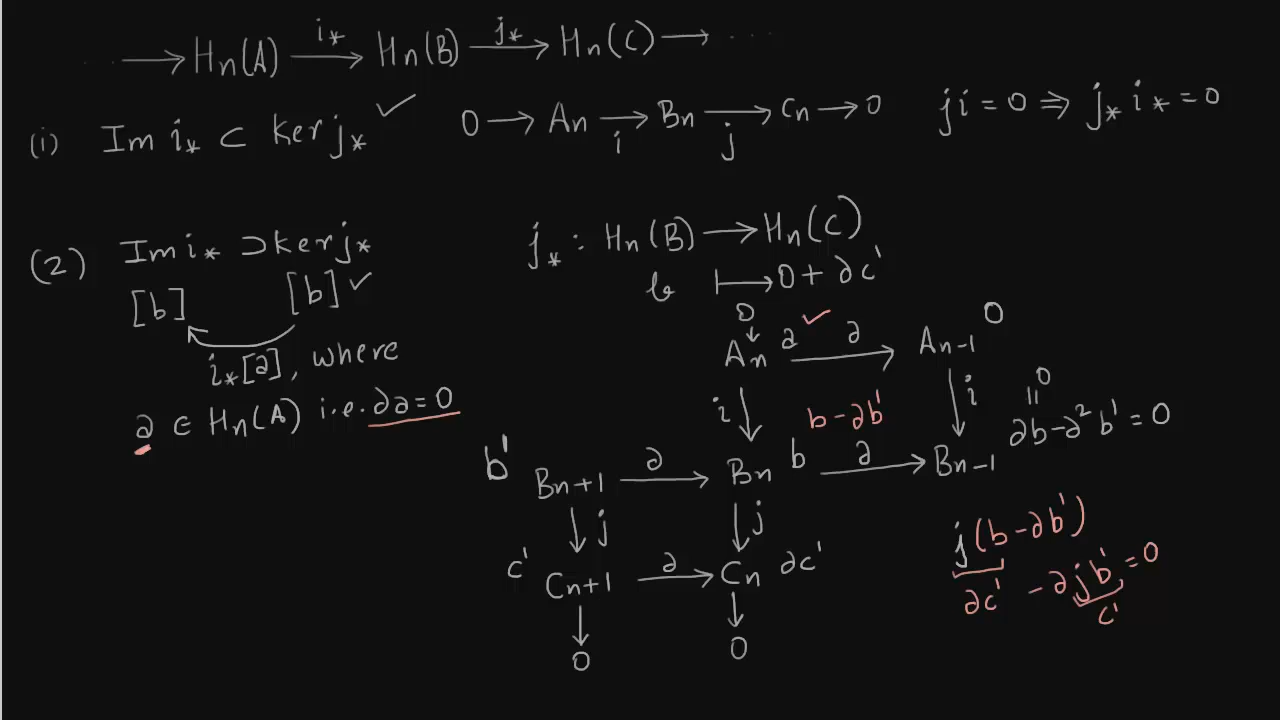 ··· ⟶ Hn(A) ⟶ i* Hn(B) ⟶ j* Hn(C) ⟶ ···
(i) Im i* ⊂ ker j* ✓ 0 ⟶ An ⟶ i Bn ⟶ j Cn ⟶ 0 ji = 0 ⇒ j* i* = 0
(2) Im i* ⊃ ker j* j* : Hn(B) ⟶ Hn(C)
[b] [b] ✓ b ⟼ 0 + ∂c'
i*[a], where
a ∈ Hn(A) i.e. ∂a = 0
0
↓
An a ✓ ⟶ ∂ An-1 0
↓ i b - ∂b' ↓ i 0
||
b' Bn+1 ⟶ ∂ Bn b ⟶ ∂ Bn-1 ∂b - ∂² b' = 0
↓ j ↓ j j(b - ∂b')
c' Cn+1 ⟶ ∂ Cn ∂c' ∂c' - ∂jb' = 0
↓ ↓ c'
0 0